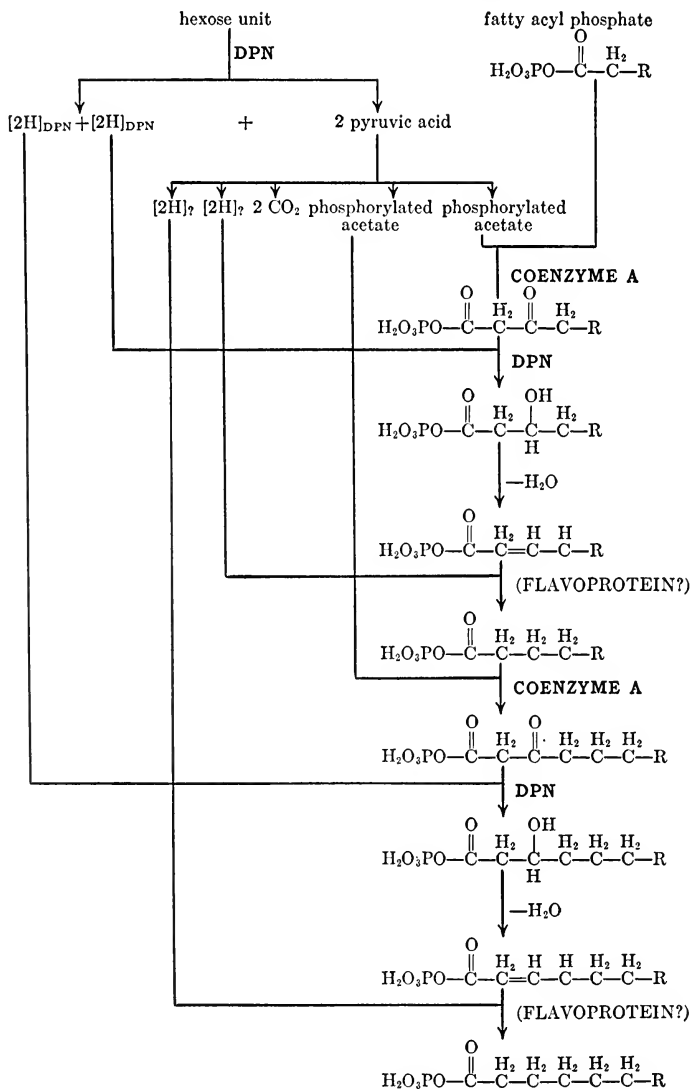 hexose unit
fatty acyl phosphate
DPN
O H₂
H₂O₃PO—C—C—R
[2H]DPN+[2H]DPN + 2 pyruvic acid
[2H]? [2H]? 2 CO₂ phosphorylated phosphorylated
acetate acetate
COENZYME A
O H₂ O H₂
H₂O₃PO—C—C—C—C—R
DPN
OH
O H₂ H₂
H₂O₃PO—C—C—C—C—R
H
—H₂O
O H₂ H H
H₂O₃PO—C—C=C—C—R
(FLAVOPROTEIN?)
O H₂ H₂ H₂
H₂O₃PO—C—C—C—C—R
COENZYME A
O H₂ O H₂ H₂ H₂
H₂O₃PO—C—C—C—C—C—C—R
DPN
OH
O H₂ H₂ H₂ H₂
H₂O₃PO—C—C—C—C—C—C—R
H
—H₂O
O H₂ H H H₂ H₂
H₂O₃PO—C—C=C—C—C—C—R
(FLAVOPROTEIN?)
O H₂ H₂ H₂ H₂ H₂
H₂O₃PO—C—C—C—C—C—C—R